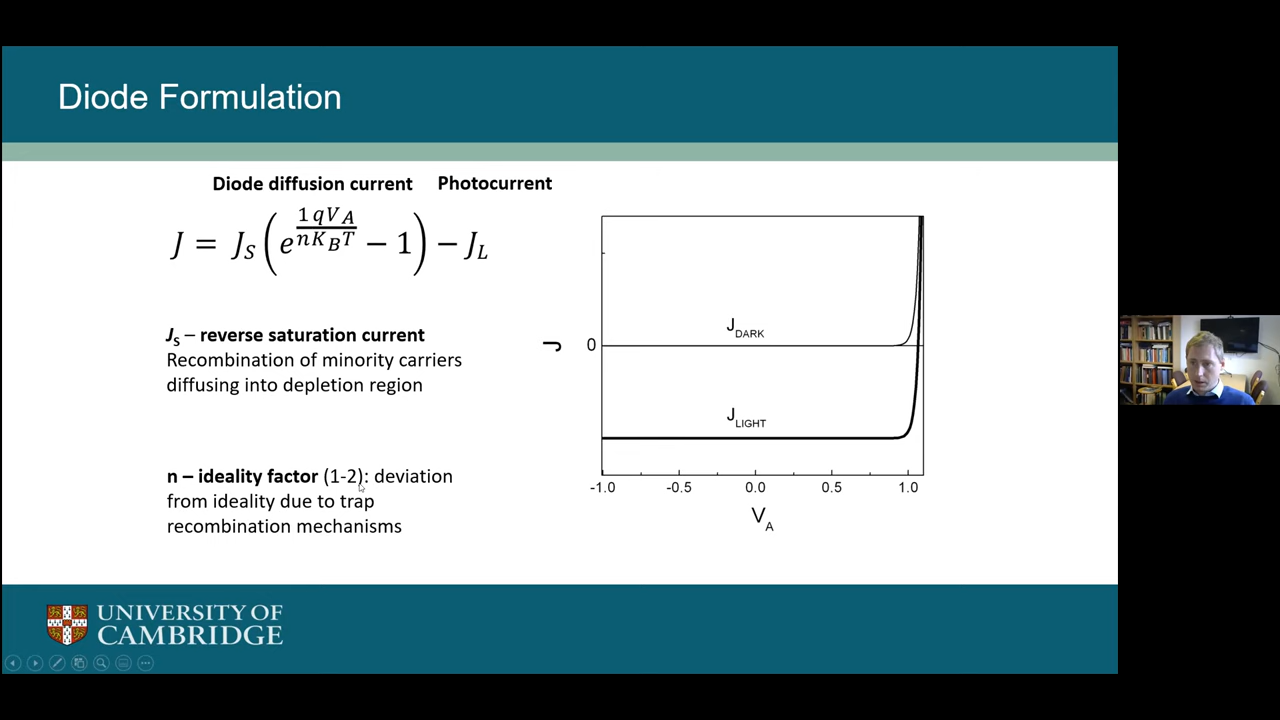 Diode Formulation
Diode diffusion current Photocurrent
J = J_S (e^{\frac{1}{n}\frac{qV_A}{K_BT}} − 1) − J_L
J_S – reverse saturation current
Recombination of minority carriers
diffusing into depletion region
n – ideality factor (1-2): deviation
from ideality due to trap
recombination mechanisms
J
0
J_DARK
J_LIGHT
-1.0 -0.5 0.0 0.5 1.0
V_A
UNIVERSITY OF
CAMBRIDGE